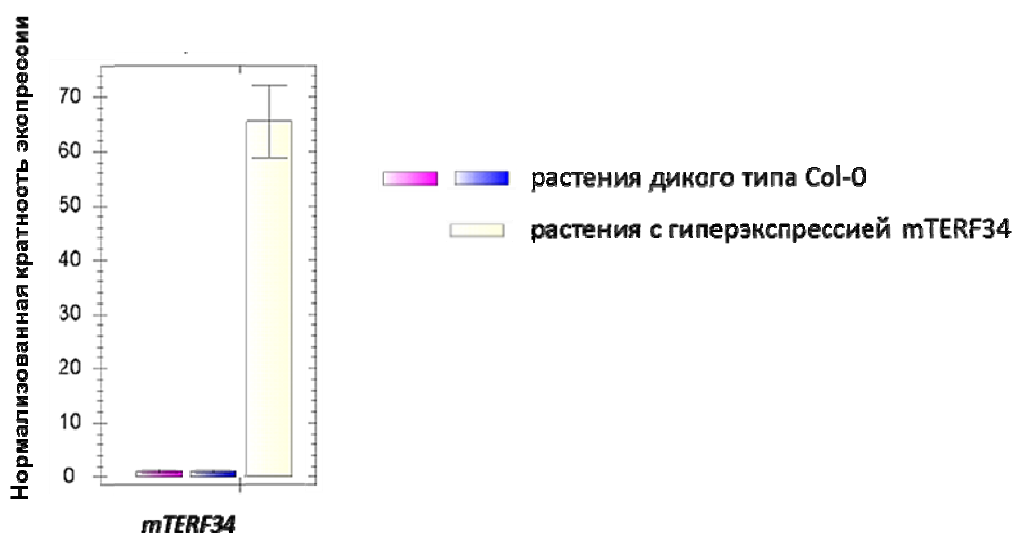 Нормализованная кратность экспрессии
70
60
50
40
30
20
10
0
mTERF34
растения дикого типа Col-0
растения с гиперэкспрессией mTERF34